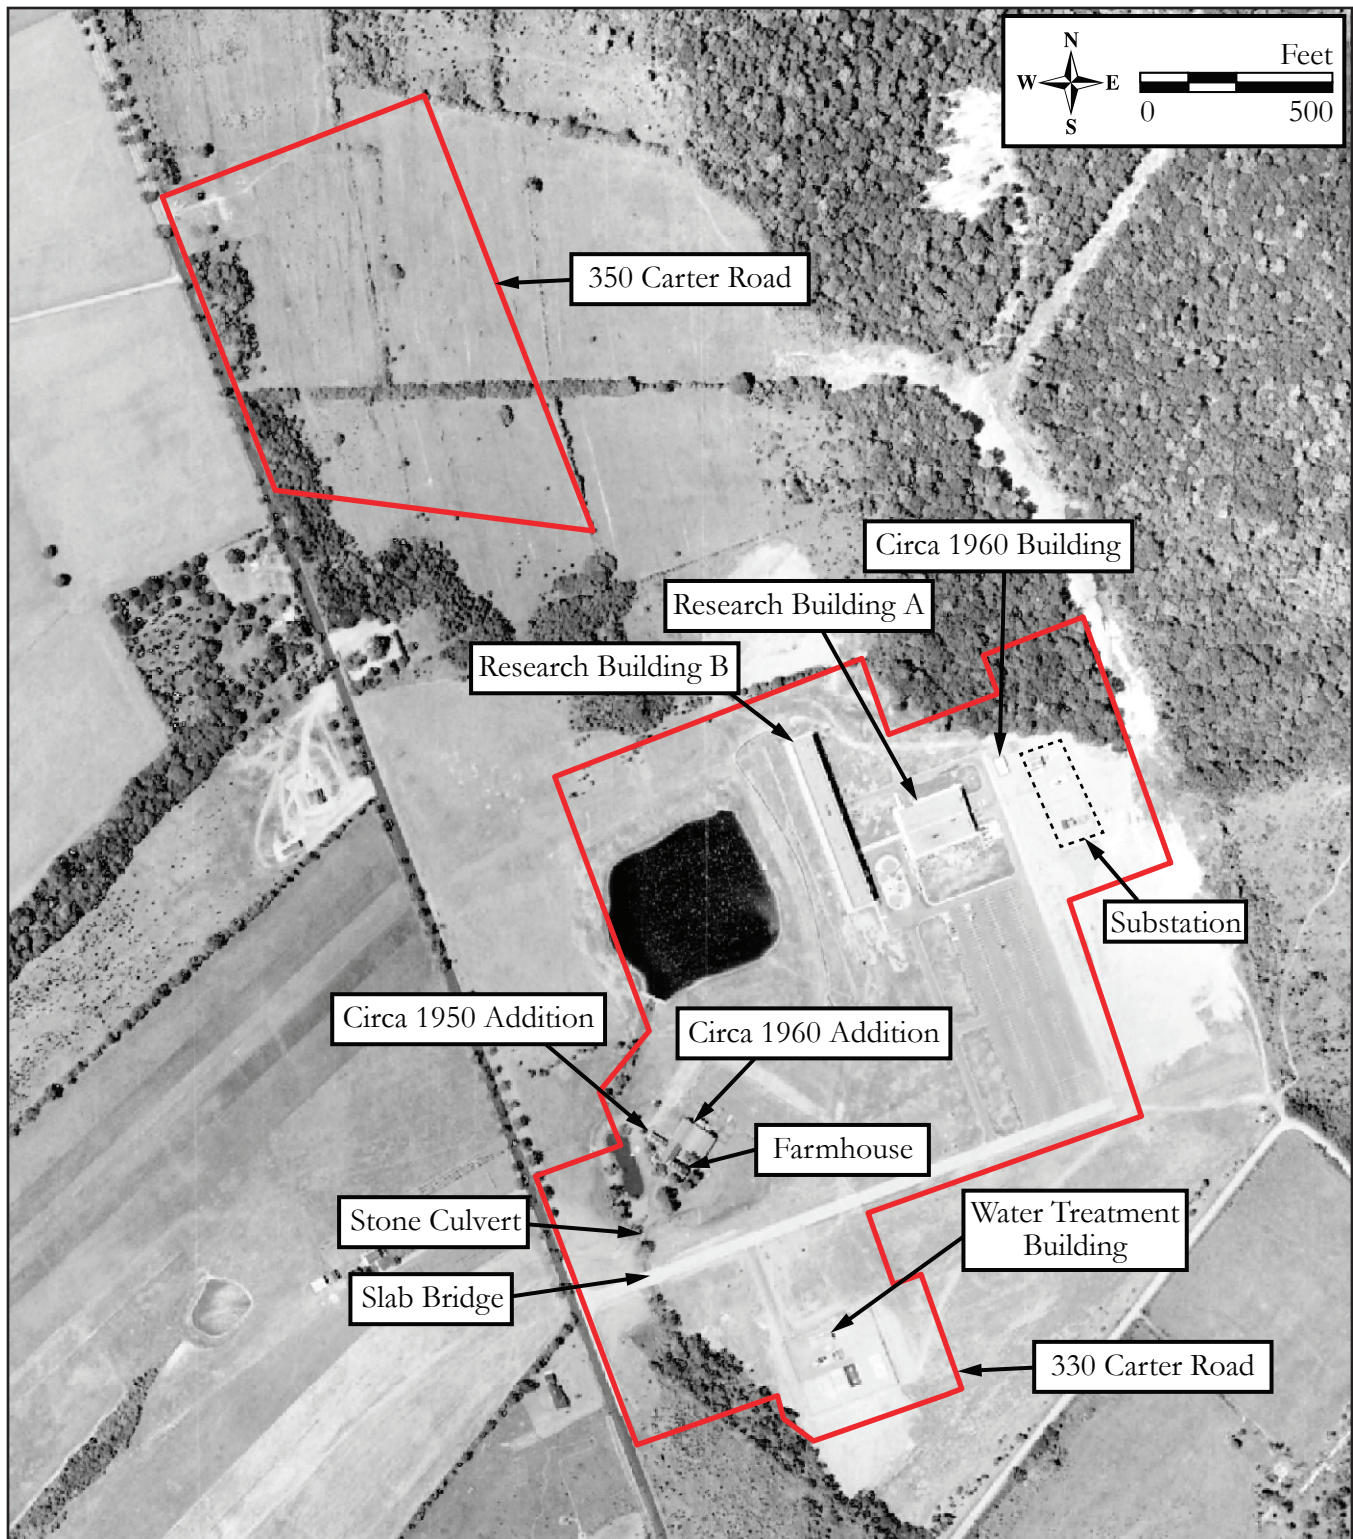 N
W E
S
Feet
0 500
350 Carter Road
Circa 1960 Building
Research Building A
Research Building B
Substation
Circa 1950 Addition
Circa 1960 Addition
Farmhouse
Stone Culvert
Water Treatment
Building
Slab Bridge
330 Carter Road